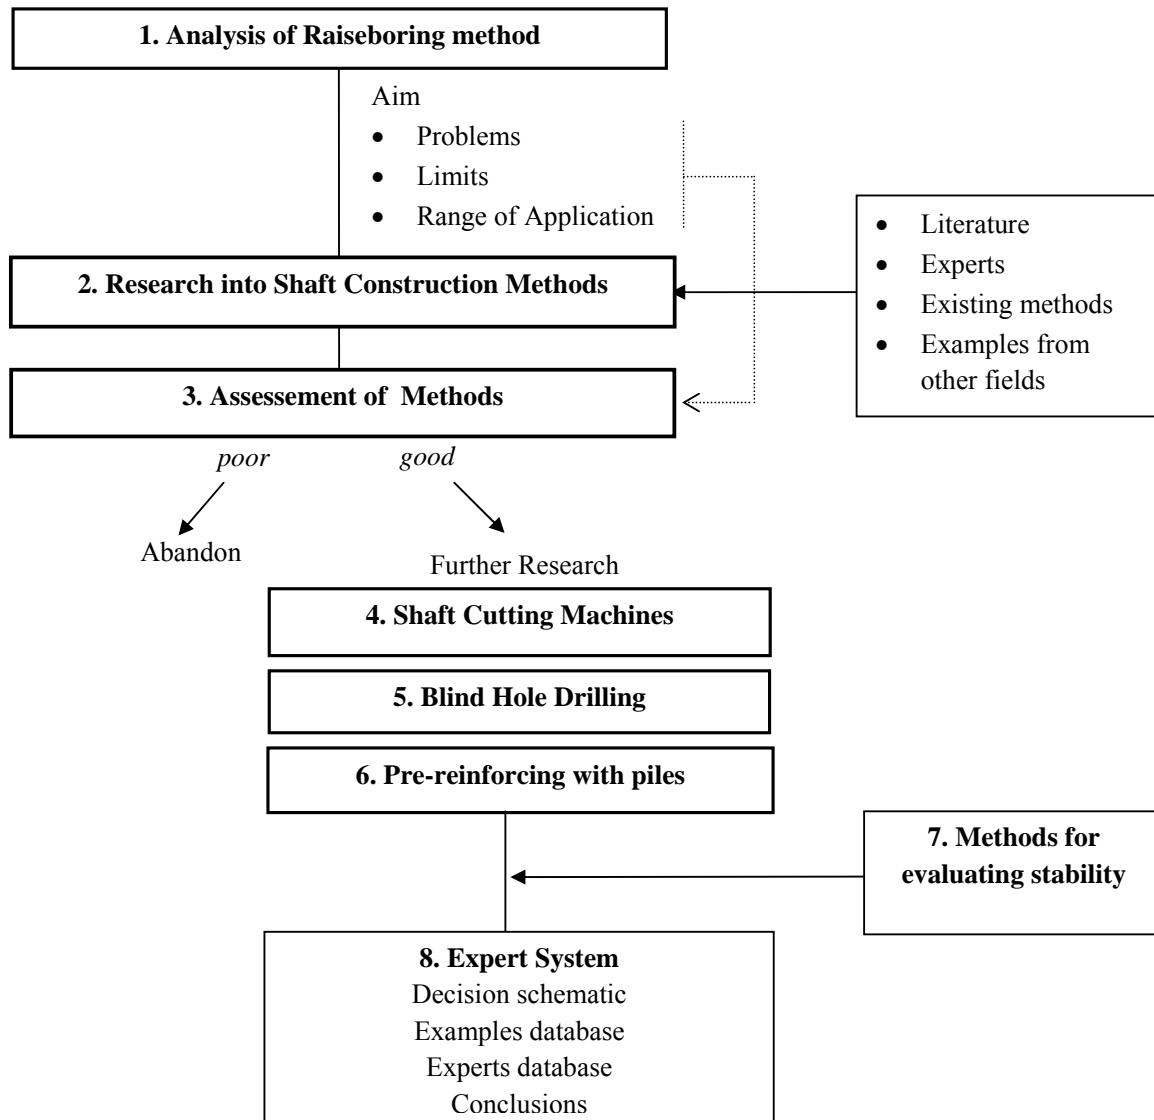 1. Analysis of Raiseboring method
Aim
• Problems
• Limits
• Range of Application
2. Research into Shaft Construction Methods
• Literature
• Experts
• Existing methods
• Examples from
other fields
3. Assessement of Methods
poor good
Abandon
Further Research
4. Shaft Cutting Machines
5. Blind Hole Drilling
6. Pre-reinforcing with piles
7. Methods for
evaluating stability
8. Expert System
Decision schematic
Examples database
Experts database
Conclusions